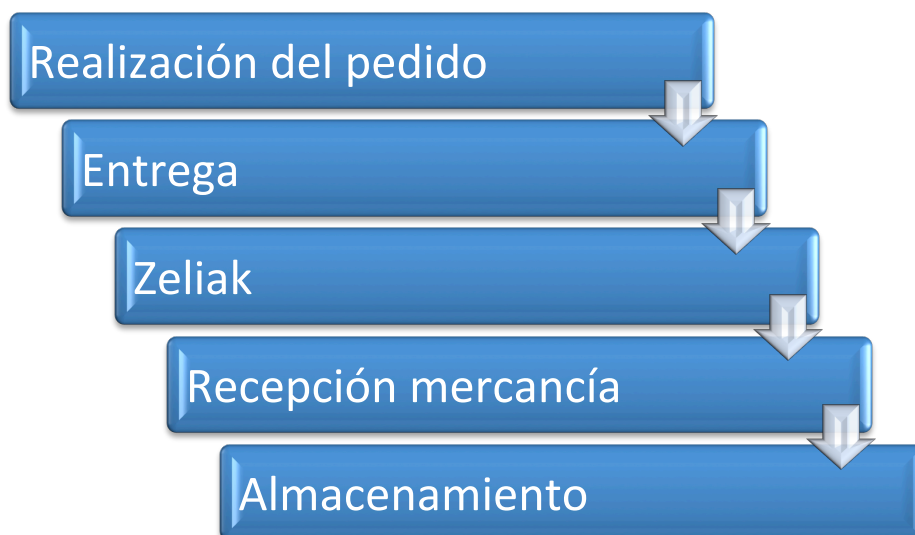 Realización del pedido
Entrega
Zeliak
Recepción mercancía
Almacenamiento